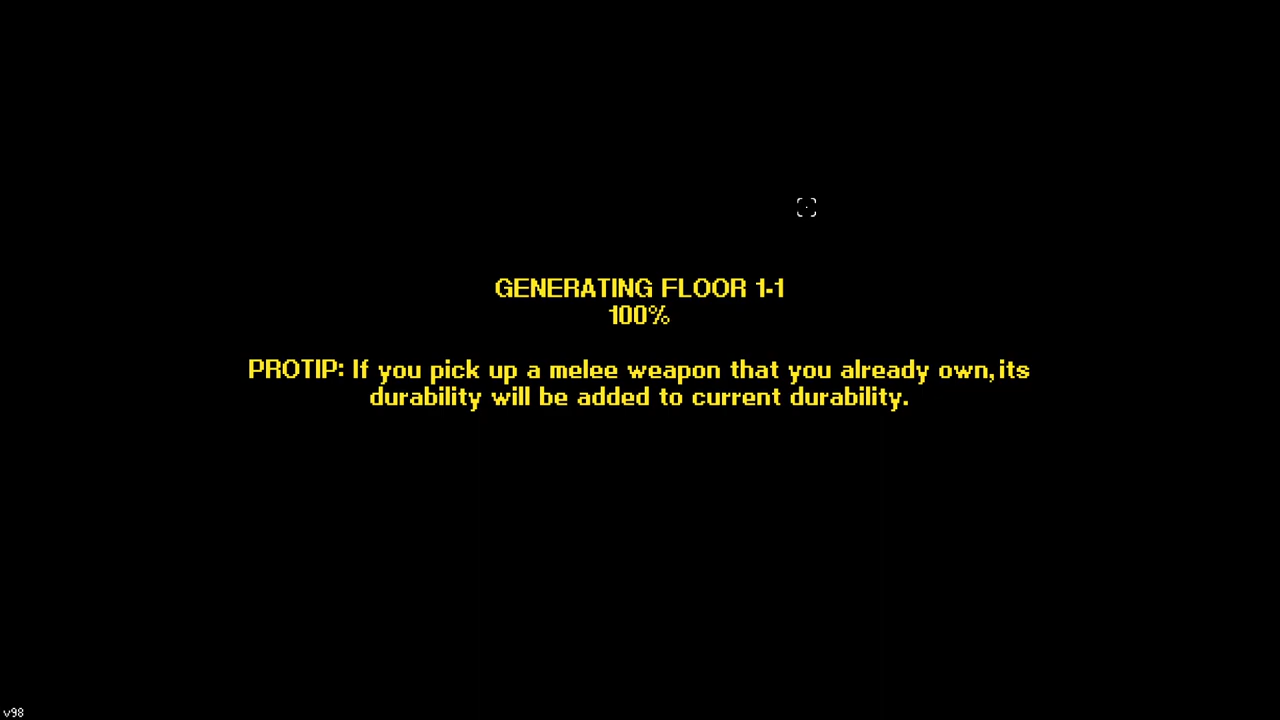 GENERATING FLOOR 1-1
100%
PROTIP: If you pick up a melee weapon that you already own, its
durability will be added to current durability.
v98